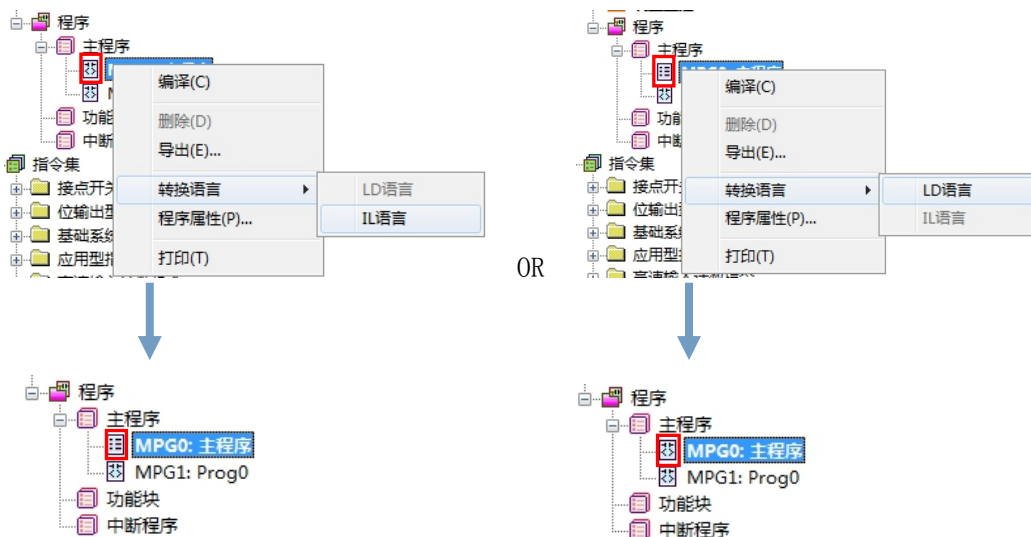 程序
主程序
编译(C)
删除(D)
导出(E)...
转换语言
LD语言
IL语言
程序属性(P)...
打印(T)
功能
中断
指令集
接点开关
位输出型
基础系统
应用型指
OR
程序
主程序
编译(C)
删除(D)
导出(E)...
转换语言
LD语言
IL语言
程序属性(P)...
打印(T)
功能
指令集
接点开
位输出
基础系
应用型
程序
主程序
MPG0: 主程序
MPG1: Prog0
功能块
中断程序
程序
主程序
MPG0: 主程序
MPG1: Prog0
功能块
中断程序